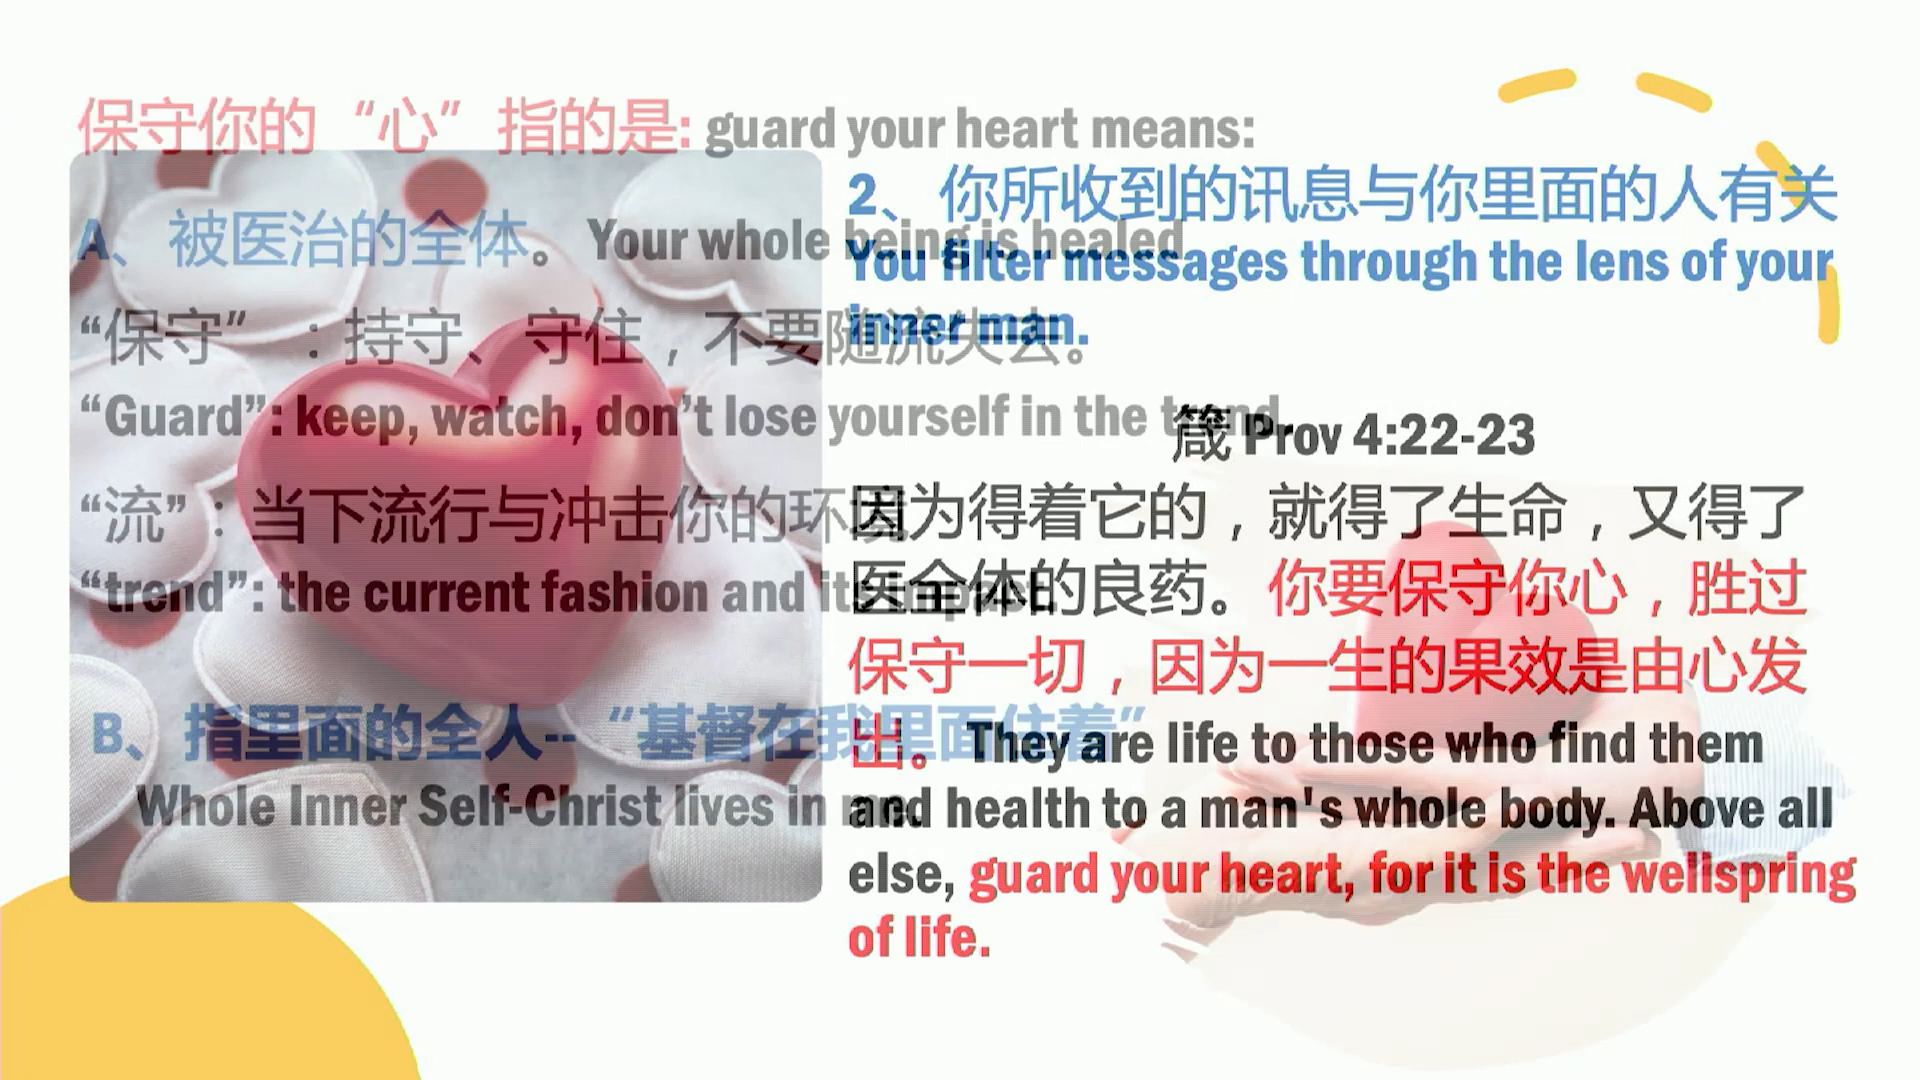 保守你的“心”指的是: guard your heart means:
A、被医治的全体。 Your whole being is healed
“保守”：持守、守住，不要随流失去。
“Guard”: keep, watch, don’t lose yourself in the trend
“流”：当下流行与冲击你的环境
“trend”: the current fashion and its impact.
B、指里面的全人--“基督在我里面住着”
Whole Inner Self-Christ lives in me.
2、你所收到的讯息与你里面的人有关
You filter messages through the lens of your
inner man.
箴 Prov 4:22-23
因为得着它的，就得了生命，又得了
医全体的良药。你要保守你心，胜过
保守一切，因为一生的果效是由心发
出。 They are life to those who find them
and health to a man's whole body. Above all
else, guard your heart, for it is the wellspring
of life.